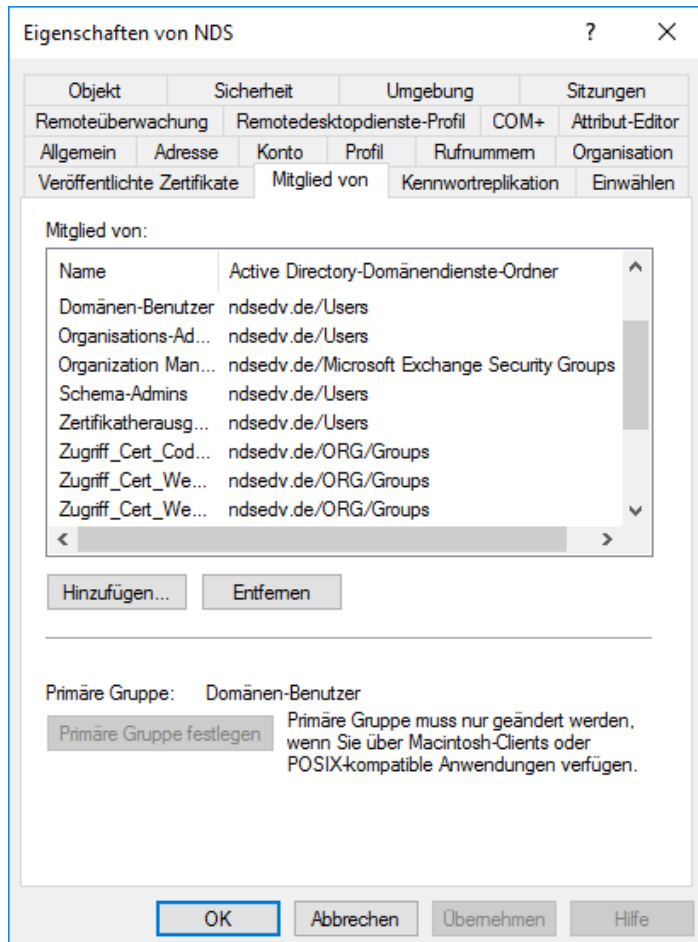 Eigenschaften von NDS ?
Objekt Sicherheit Umgebung Sitzungen
Remoteüberwachung Remotedesktopdienste-Profil COM+ Attribut-Editor
Allgemein Adresse Konto Profil Rufnummern Organisation
Veröffentlichte Zertifikate Mitglied von Kennwortreplikation Einwählen
Mitglied von:
Name Active Directory-Domänendienste-Ordner
Domänen-Benutzer ndsedv.de/Users
Organisations-Ad... ndsedv.de/Users
Organization Man... ndsedv.de/Microsoft Exchange Security Groups
Schema-Admins ndsedv.de/Users
Zertifikatherausg... ndsedv.de/Users
Zugriff_Cert_Cod... ndsedv.de/ORG/Groups
Zugriff_Cert_We... ndsedv.de/ORG/Groups
Zugriff_Cert_We... ndsedv.de/ORG/Groups
Hinzufügen... Entfernen
Primäre Gruppe: Domänen-Benutzer
Primäre Gruppe festlegen
Primäre Gruppe muss nur geändert werden,
wenn Sie über Macintosh-Clients oder
POSIX-kompatible Anwendungen verfügen.
OK Abbrechen Übernehmen Hilfe